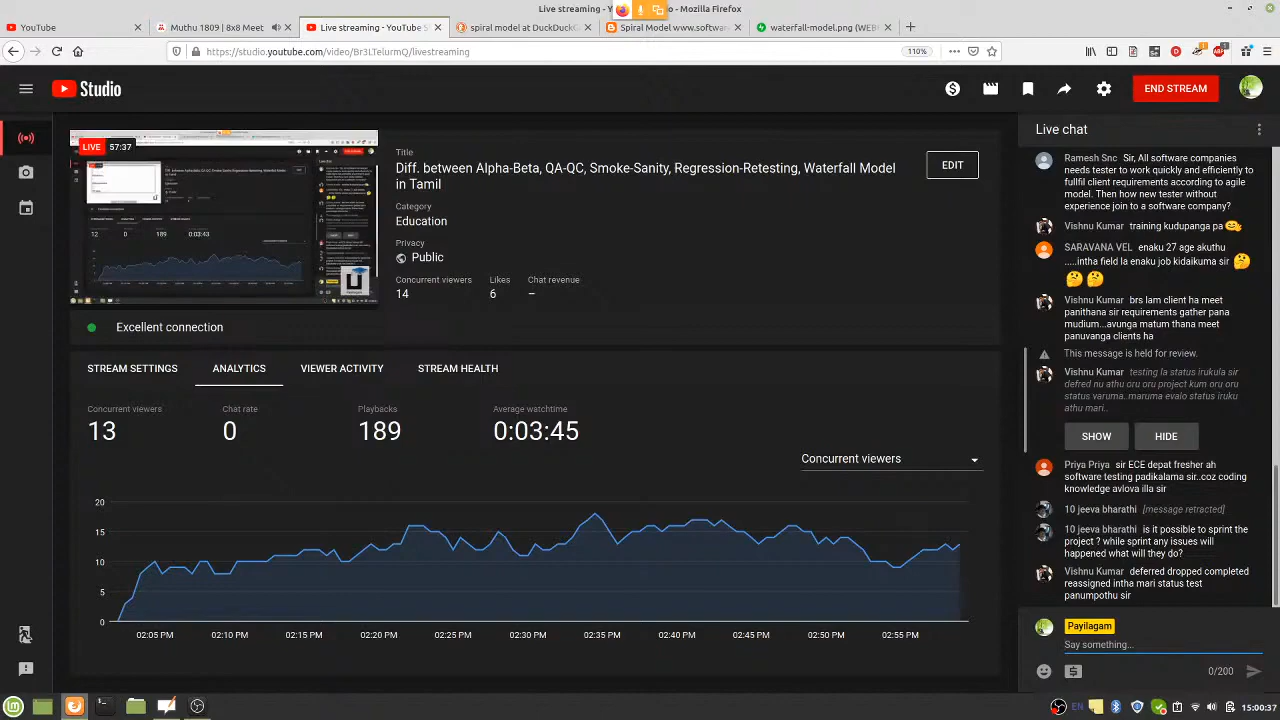 Live streaming - Y
Mozilla Firefox
YouTube
Muthu 1809 | 8x8 Meet
Live streaming - YouTube S
spiral model at DuckDuckG
Spiral Model www.softwar
waterfall-model.png (WEBF
https://studio.youtube.com/video/Br3LTelurmQ/livestreaming
110%
Studio
END STREAM
LIVE 57:37
Title
Diff. between Alpha-Beta, QA-QC, Smoke-Sanity, Regression-Retesting, Waterfall Model
in Tamil
EDIT
Category
Education
Privacy
Public
Concurrent viewers
Likes
Chat revenue
14
6
–
Excellent connection
STREAM SETTINGS
ANALYTICS
VIEWER ACTIVITY
STREAM HEALTH
Concurrent viewers
Chat rate
Playbacks
Average watchtime
13
0
189
0:03:45
Concurrent viewers
20
15
10
5
0
02:05 PM
02:10 PM
02:15 PM
02:20 PM
02:25 PM
02:30 PM
02:35 PM
02:40 PM
02:45 PM
02:50 PM
02:55 PM
Live chat
needs tester to work quickly and efficient to
fullfil client requirements according to the
model. Then how new tester without
experience join to a software company?
Vishnu Kumar training kudupanga sir
SARAVANA VEL enaku 27 age akuthu
.....intha field la enaku job kidaikuma sir
Vishnu Kumar brs lam client ha meet
panithana sir requirements gather pana
mudium...avunga matum thana meet
panuvanga clients ha
This message is held for review.
Vishnu Kumar testing la status irukula sir
defred nu athu oru oru project kum oru oru
status varuma. maruma evalo status iruku
athu mari..
SHOW
HIDE
Priya Priya sir ECE depat fresher ah
software testing padikalama sir..coz coding
knowledge avlova illa sir
10 jeeva bharathi [message retracted]
10 jeeva bharathi is it possible to sprint the
project ? while sprint any issues will
happened what will they do?
Vishnu Kumar deferred dropped completed
reassigned intha mari status test
panumpothu sir
Payilagam
Say something...
0/200
EN
15:00:37